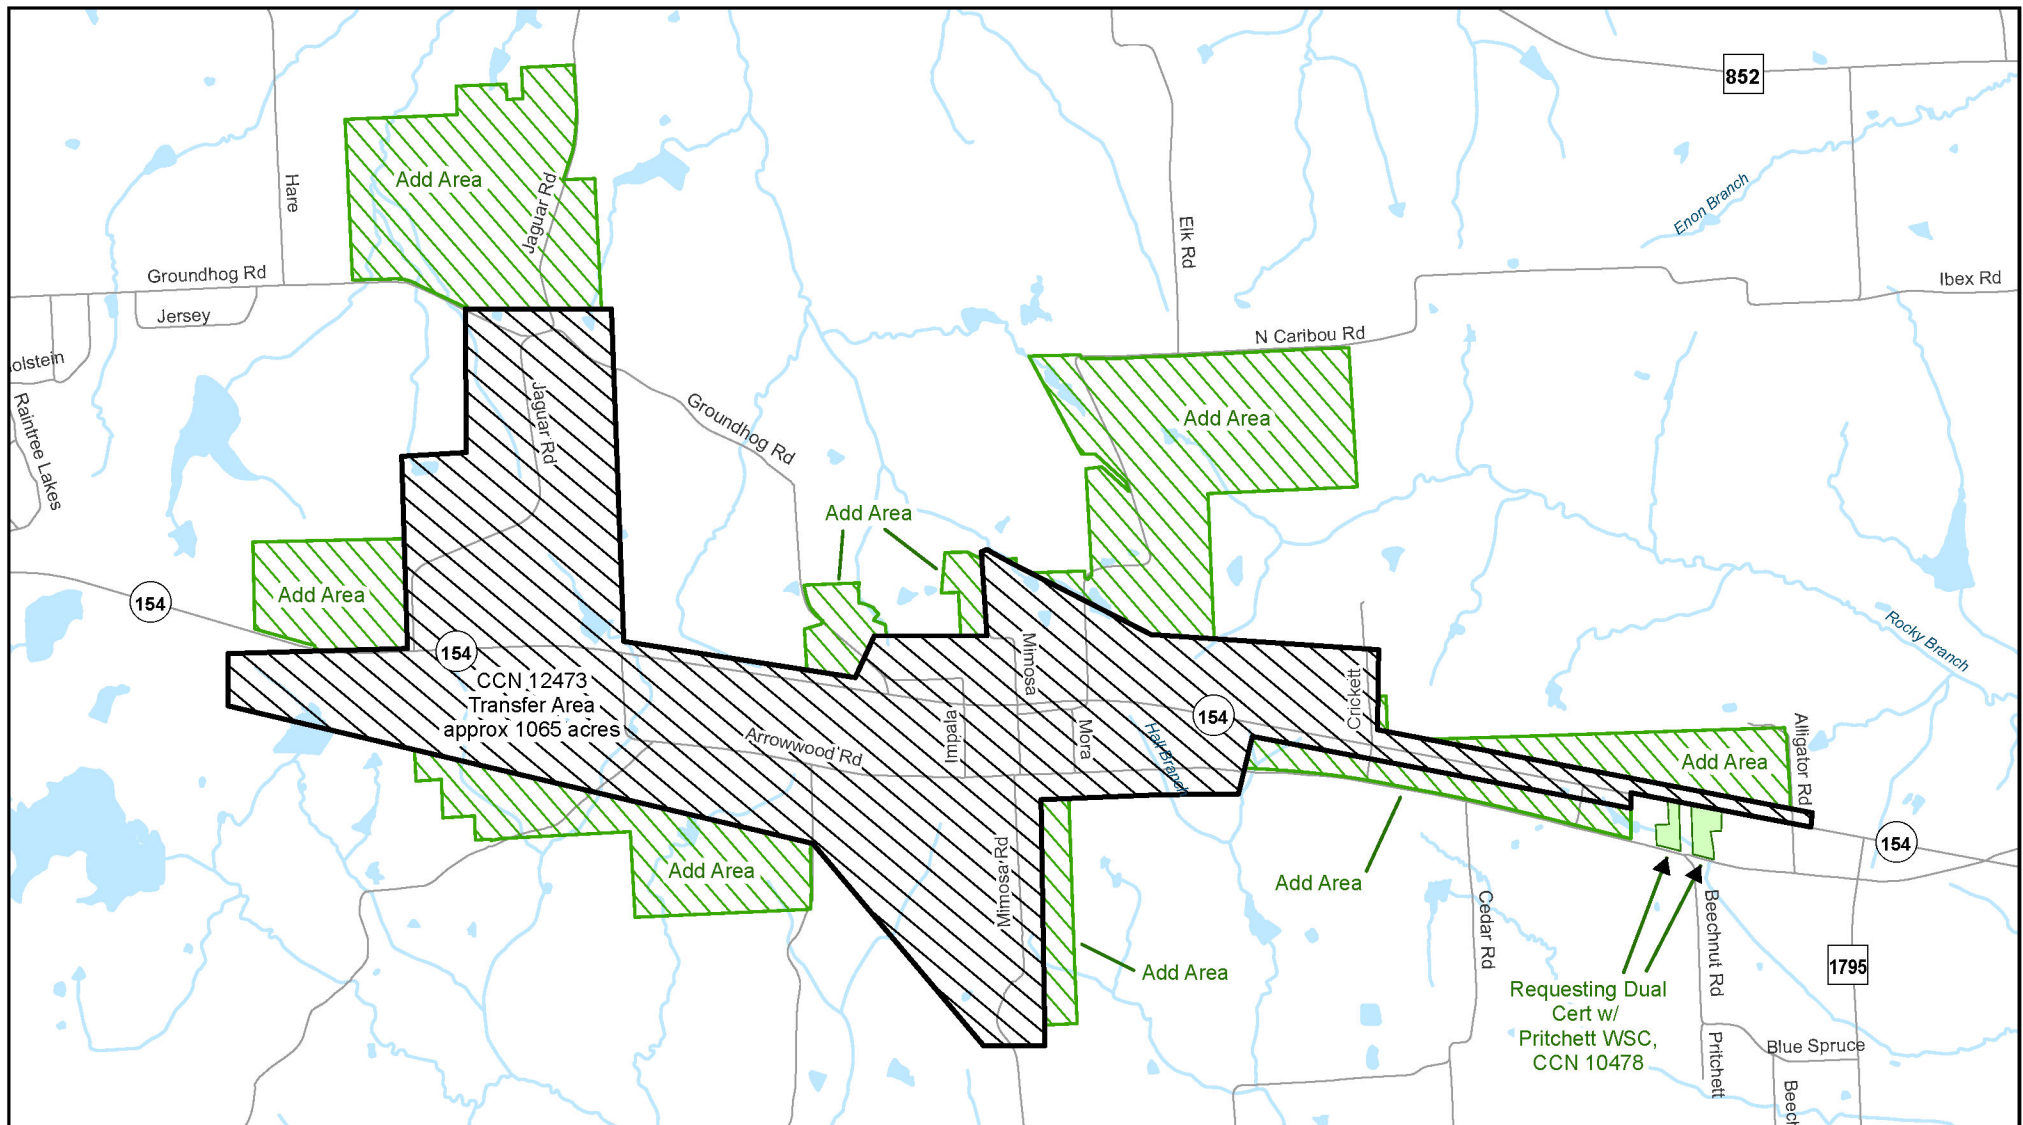 852
Add Area
Hare
Jaguar Rd
Enon Branch
Elk Rd
Groundhog Rd
Ibex Rd
Jersey
N Caribou Rd
olstein
Raintree Lakes
Jaguar Rd
Groundhog Rd
Add Area
Add Area
Add Area
154
154
Rocky Branch
Mimosa
CCN 12473
Transfer Area
approx 1065 acres
Crickett
154
Impala
Mora
Hall Branch
Arrowwood Rd
Alligator Rd
Add Area
154
Add Area
Add Area
Mimosa Rd
Cedar Rd
Beechnut Rd
Add Area
1795
Requesting Dual
Cert w/
Pritchett WSC,
CCN 10478
Pritchett
Blue Spruce
Beech